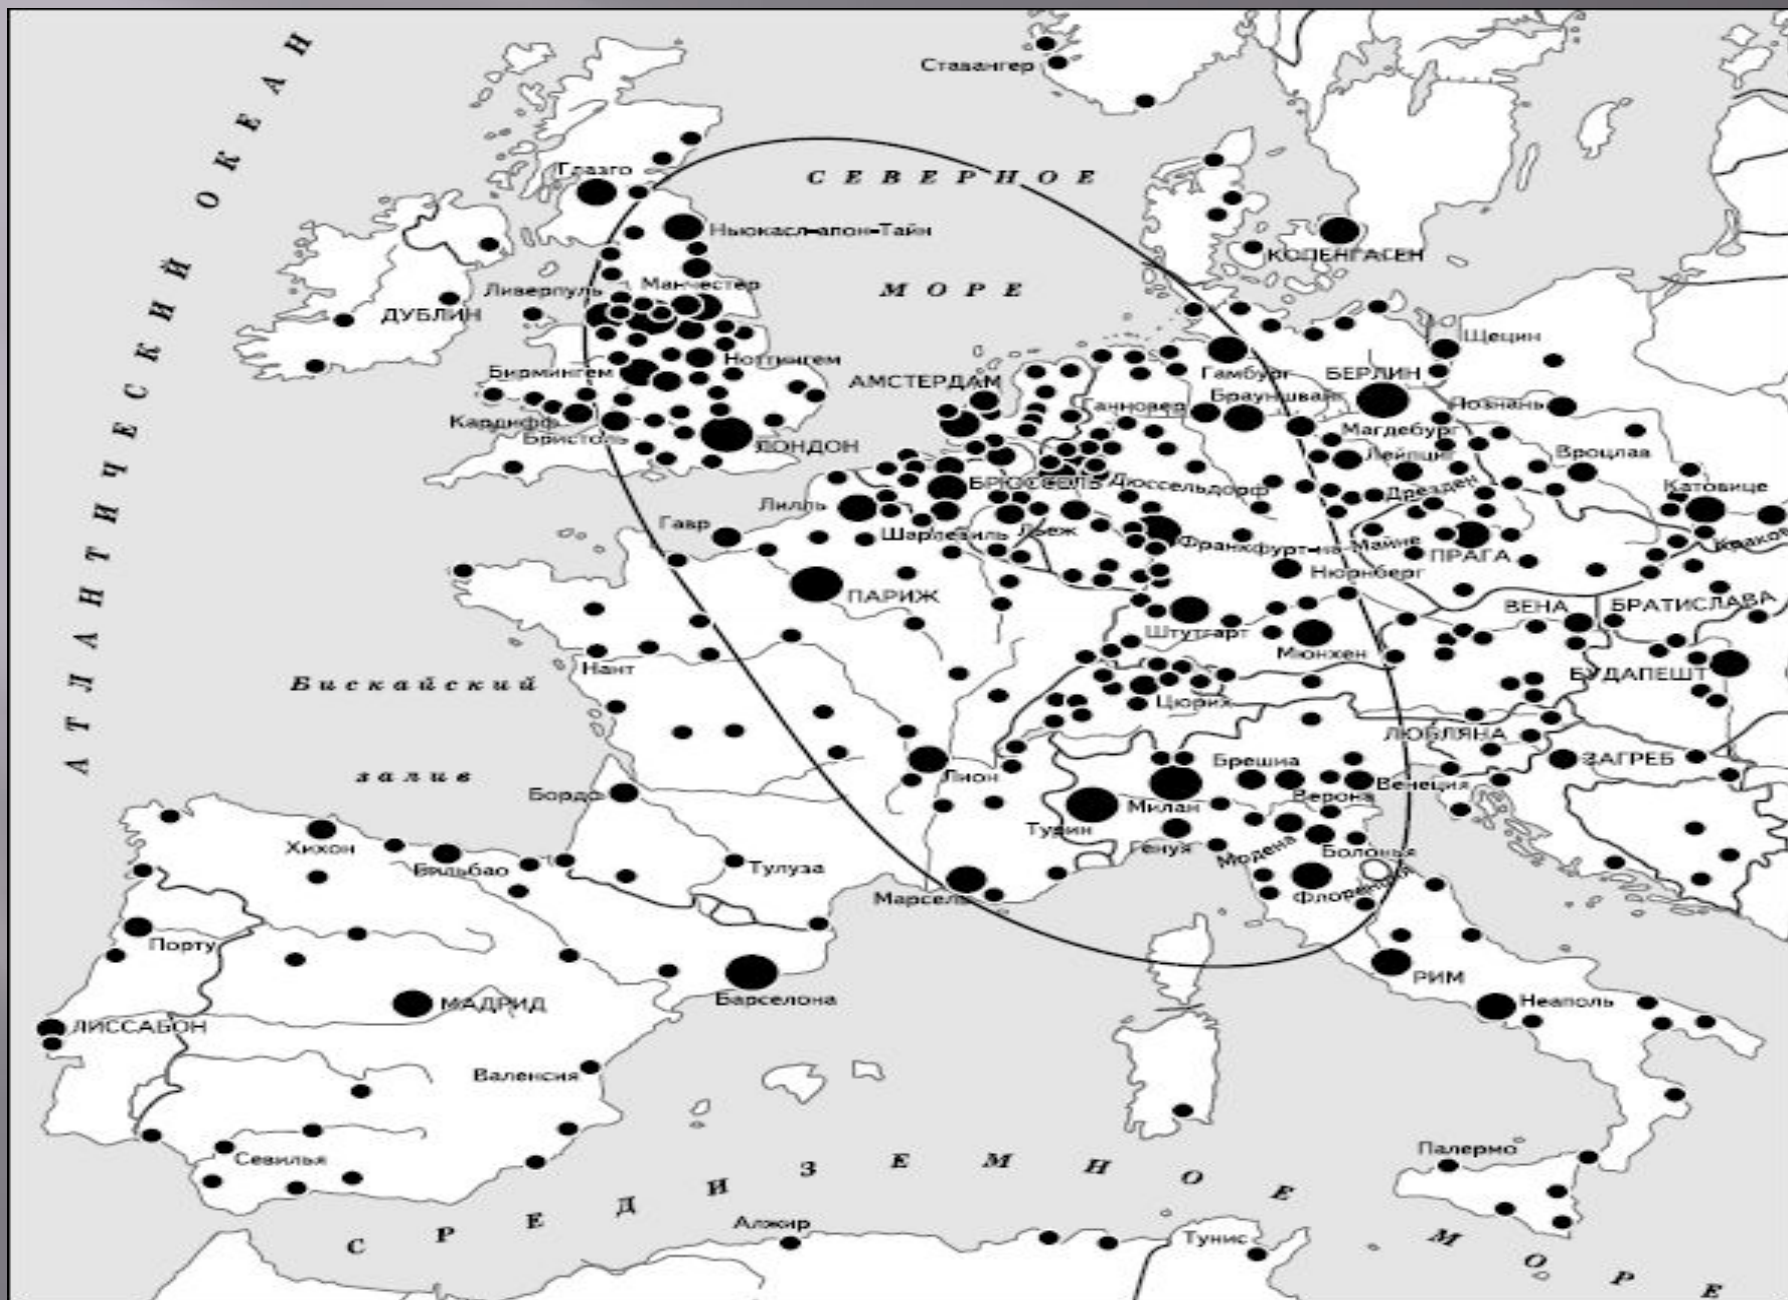 АТЛАНТИЧЕСКИЙ ОКЕАН
Ставангер
Глазго
СЕВЕРНОЕ
Ньюкасл-апон-Тайн
КОПЕНГАГЕН
МОРЕ
Ливерпуль
Манчестер
ДУБЛИН
Щецин
Ноттингем
Бирмингем
АМСТЕРДАМ
Гамбург
БЕРЛИН
Ганновер
Брауншвайг
Познань
Кардифф
Бристоль
ЛОНДОН
Магдебург
Лейпциг
Вроцлав
БРЮССЕЛЬ
Дюссельдорф
Дрезден
Катовице
Лилль
Гавр
Шарлевиль
Льеж
Франкфурт-на-Майне
ПРАГА
Краков
Нюрнберг
ПАРИЖ
ВЕНА
БРАТИСЛАВА
Штутгарт
Мюнхен
Нант
БУДАПЕШТ
Бискайский
Цюрих
ЛЮБЛЯНА
залив
Лион
Брешиа
ЗАГРЕБ
Бордо
Милан
Верона
Венеция
Турин
Хихон
Генуя
Модена
Болонья
Бильбао
Тулуза
Марсель
Флоренция
Порту
РИМ
МАДРИД
Барселона
Неаполь
ЛИССАБОН
Валенсия
Севилья
Палермо
СРЕДИЗЕМНОЕ МОРЕ
Алжир
Тунис